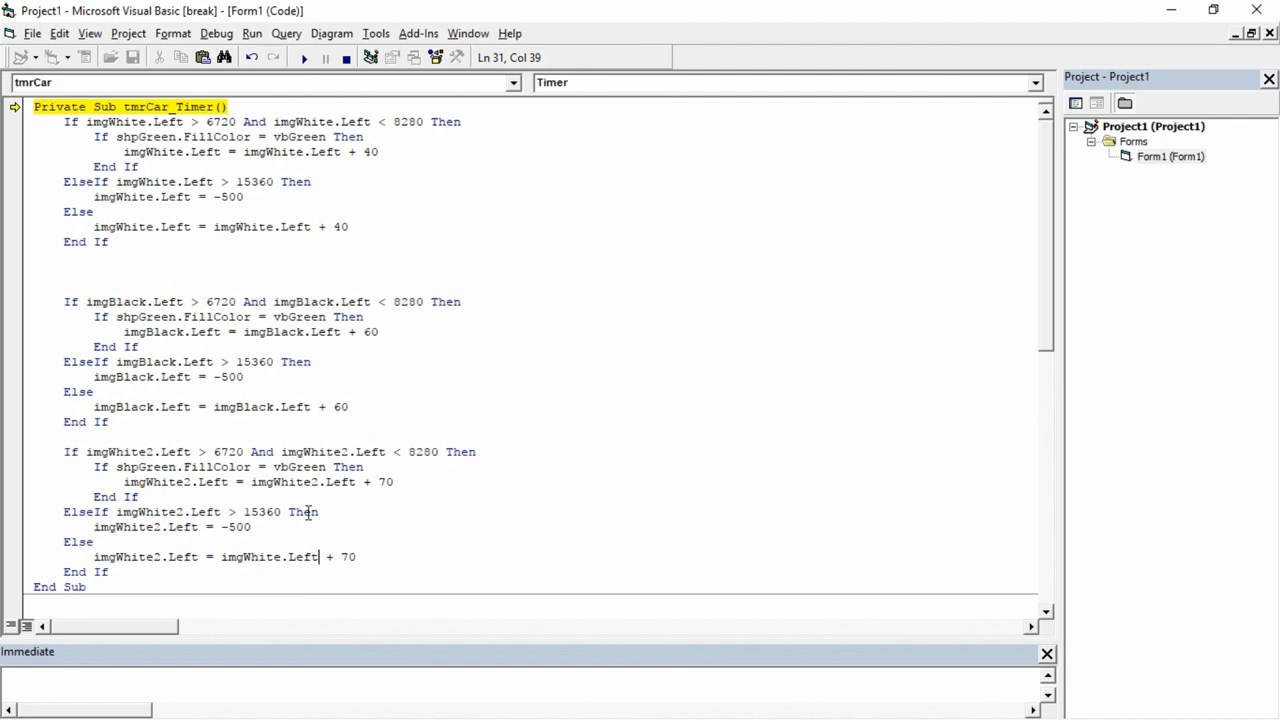 Project1 - Microsoft Visual Basic [break] - [Form1 (Code)]
File Edit View Project Format Debug Run Query Diagram Tools Add-Ins Window Help
Ln 31, Col 39
tmrCar
Timer
Private Sub tmrCar_Timer()
If imgWhite.Left > 6720 And imgWhite.Left < 8280 Then
If shpGreen.FillColor = vbGreen Then
imgWhite.Left = imgWhite.Left + 40
End If
ElseIf imgWhite.Left > 15360 Then
imgWhite.Left = -500
Else
imgWhite.Left = imgWhite.Left + 40
End If
If imgBlack.Left > 6720 And imgBlack.Left < 8280 Then
If shpGreen.FillColor = vbGreen Then
imgBlack.Left = imgBlack.Left + 60
End If
ElseIf imgBlack.Left > 15360 Then
imgBlack.Left = -500
Else
imgBlack.Left = imgBlack.Left + 60
End If
If imgWhite2.Left > 6720 And imgWhite2.Left < 8280 Then
If shpGreen.FillColor = vbGreen Then
imgWhite2.Left = imgWhite2.Left + 70
End If
ElseIf imgWhite2.Left > 15360 Then
imgWhite2.Left = -500
Else
imgWhite2.Left = imgWhite.Left + 70
End If
End Sub
Project - Project1
Project1 (Project1)
Forms
Form1 (Form1)
Immediate